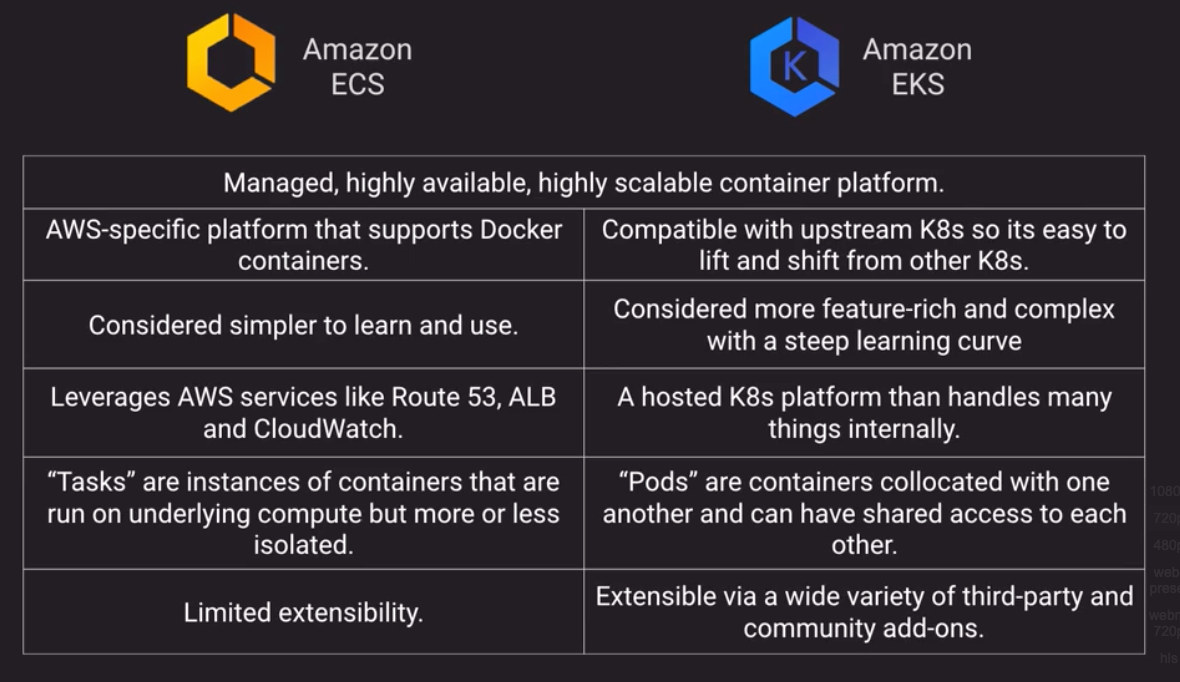 Amazon
ECS
Amazon
EKS
K
Managed, highly available, highly scalable container platform.
AWS-specific platform that supports Docker
containers.
Compatible with upstream K8s so its easy to
lift and shift from other K8s.
Considered simpler to learn and use.
Considered more feature-rich and complex
with a steep learning curve
Leverages AWS services like Route 53, ALB
and CloudWatch.
A hosted K8s platform than handles many
things internally.
“Tasks” are instances of containers that are
run on underlying compute but more or less
isolated.
“Pods” are containers collocated with one
another and can have shared access to each
other.
Limited extensibility.
Extensible via a wide variety of third-party and
community add-ons.
1080
720p
480p
web
pres
web
720p
hls